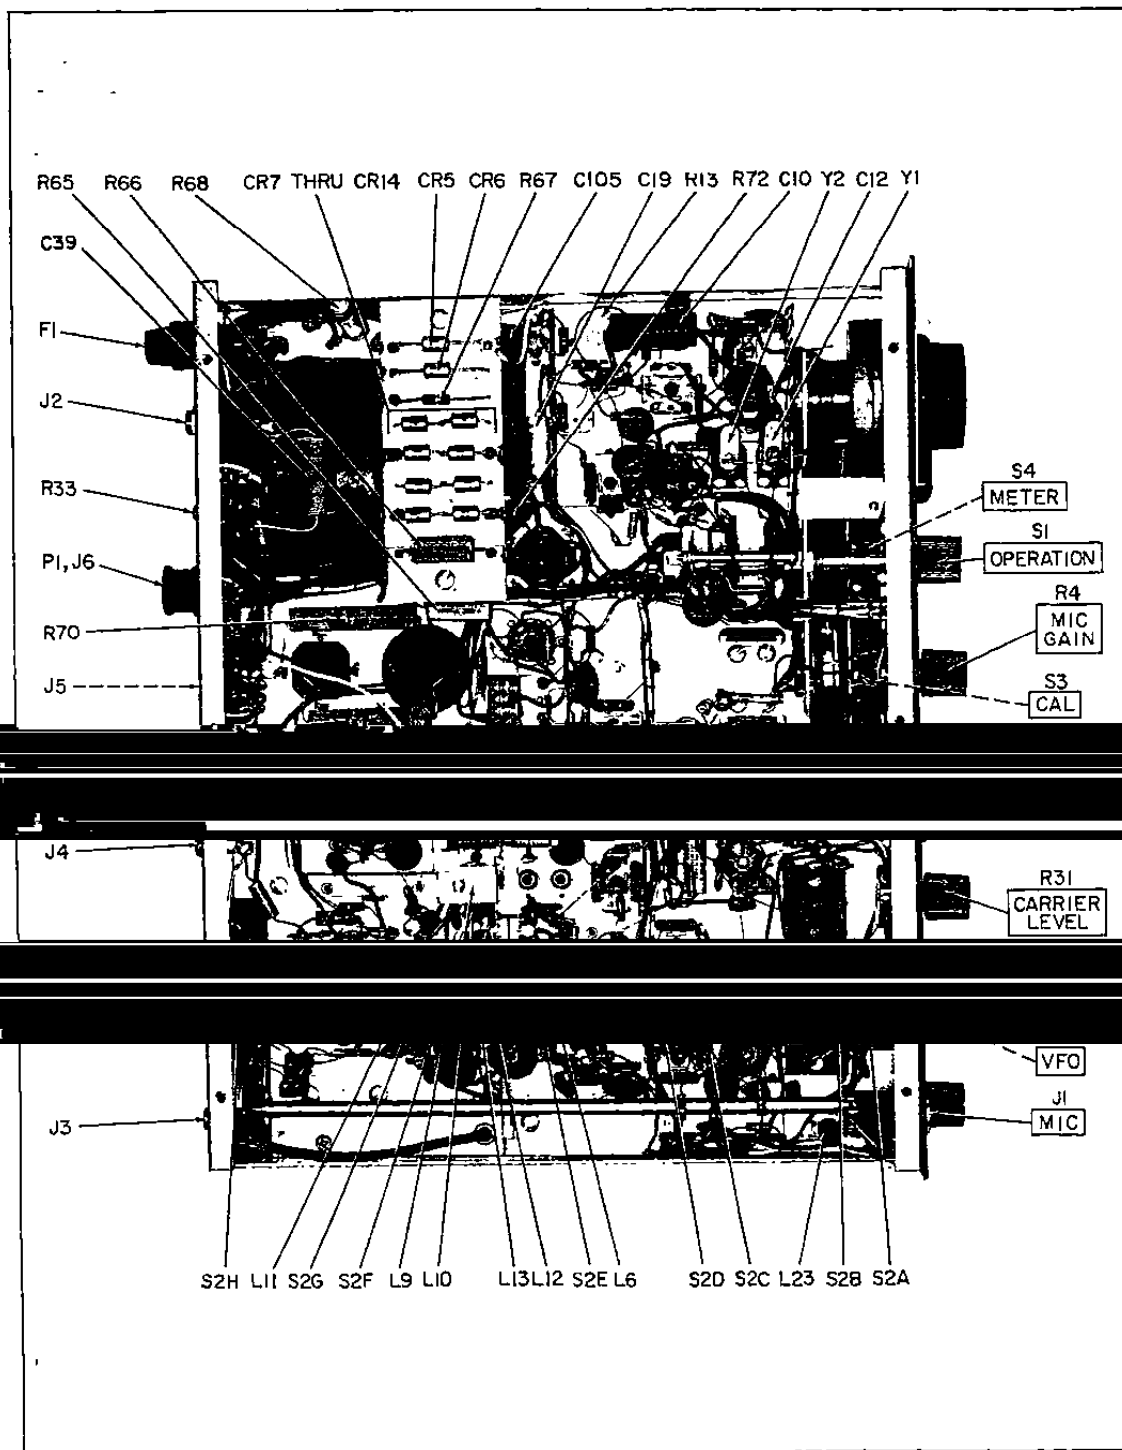 R65 R66 R68 CR7 THRU CR14 CR5 CR6 R67 C105 C19 R13 R72 C10 Y2 C12 Y1
C39
F1
J2
R33
P1, J6
R70
J5
S4
METER
S1
OPERATION
R4
MIC
GAIN
S3
CAL
J4
R31
CARRIER
LEVEL
VFO
J1
MIC
J3
S2H L11 S2G S2F L9 L10 L13 L12 S2E L6 S2D S2C L23 S2B S2A